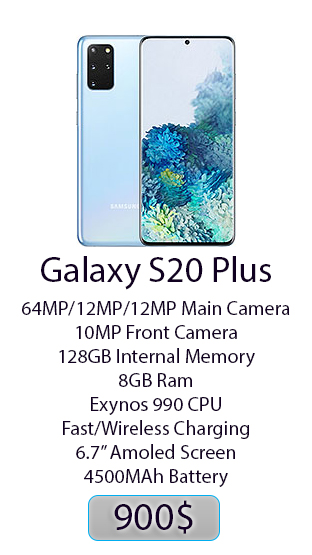 SAMSUNG
Galaxy S20 Plus
64MP/12MP/12MP Main Camera
10MP Front Camera
128GB Internal Memory
8GB Ram
Exynos 990 CPU
Fast/Wireless Charging
6.7” Amoled Screen
4500MAh Battery
900$